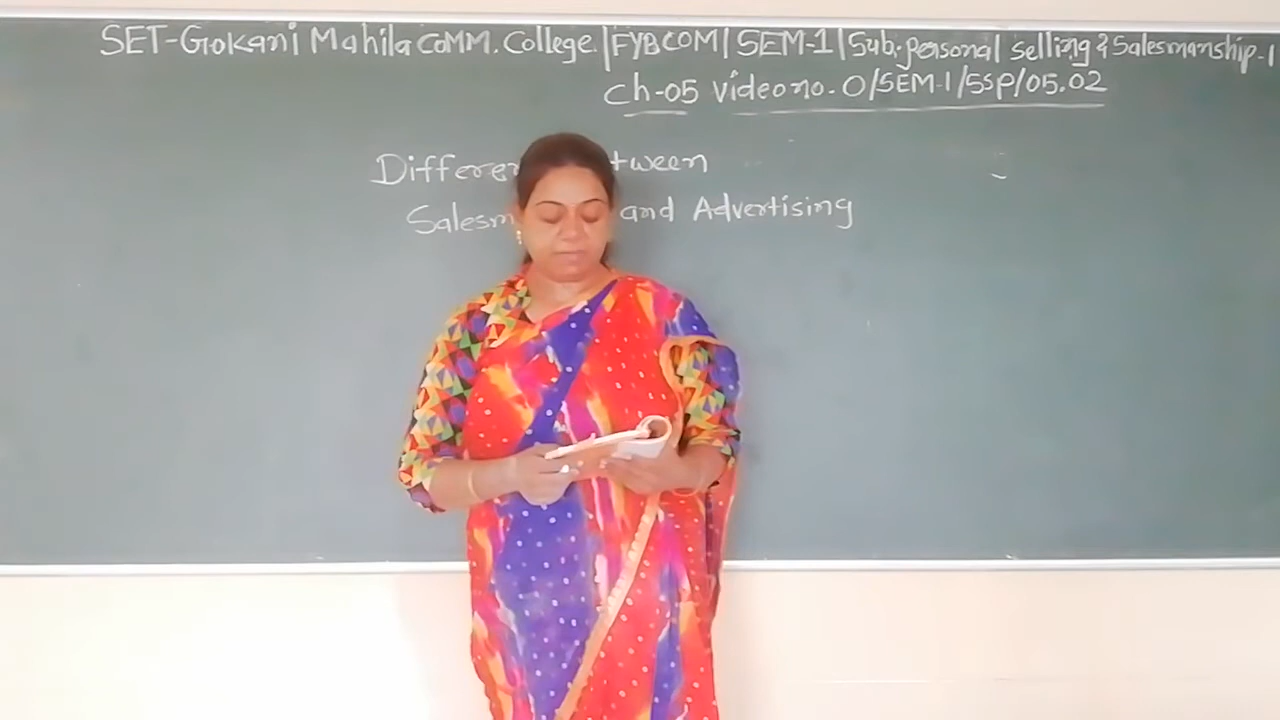 SET-Gokani Mahila COMM. College. | FYBCOM | SEM-1 | Sub: Personal Selling & Salesmanship-1
Ch-05 Video no. O/SEM-1/SSP/05.02
Differen tween
Salesm and Advertising